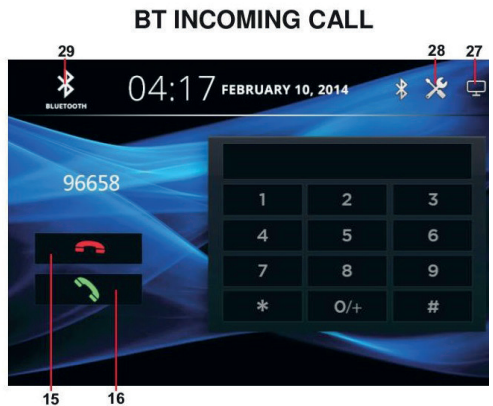 BT INCOMING CALL
29
28
27
BLUETOOTH
04:17 FEBRUARY 10, 2014
96658
1 2 3
4 5 6
7 8 9
* 0/+ #
15
16